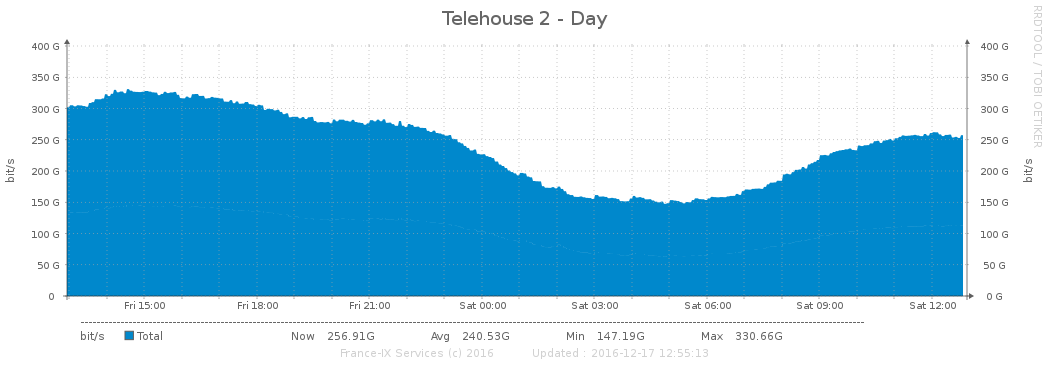 Telehouse 2 - Day
RRDTOOL / TOBI OETIKER
400 G 400 G
350 G 350 G
300 G 300 G
250 G 250 G
200 G 200 G
150 G 150 G
100 G 100 G
50 G 50 G
0 0 G
bit/s bit/s
Fri 15:00 Fri 18:00 Fri 21:00 Sat 00:00 Sat 03:00 Sat 06:00 Sat 09:00 Sat 12:00
bit/s Total Now 256.91G Avg 240.53G Min 147.19G Max 330.66G
France-IX Services (c) 2016 Updated : 2016-12-17 12:55:13